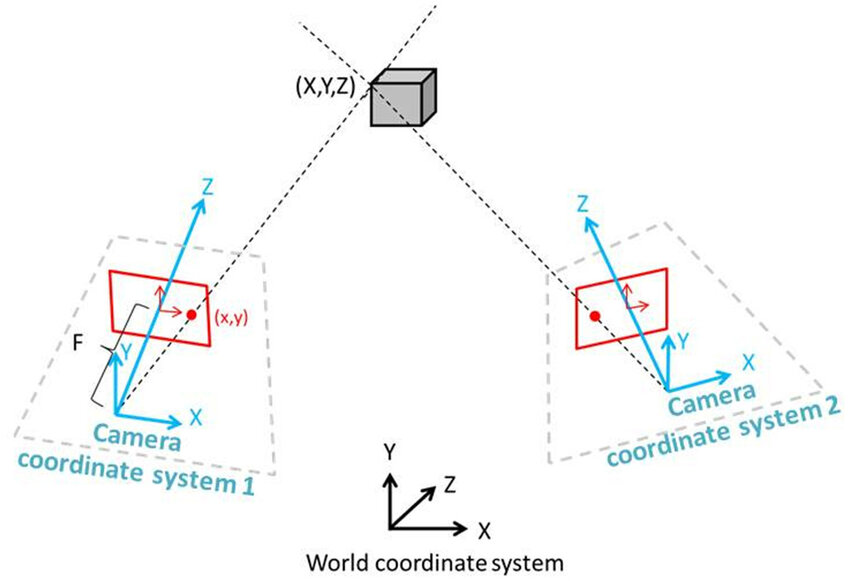 (X,Y,Z)
Z
Z
(x,y)
F
Y
X
Camera
coordinate system 1
Y
X
Camera
coordinate system 2
Y
Z
X
World coordinate system